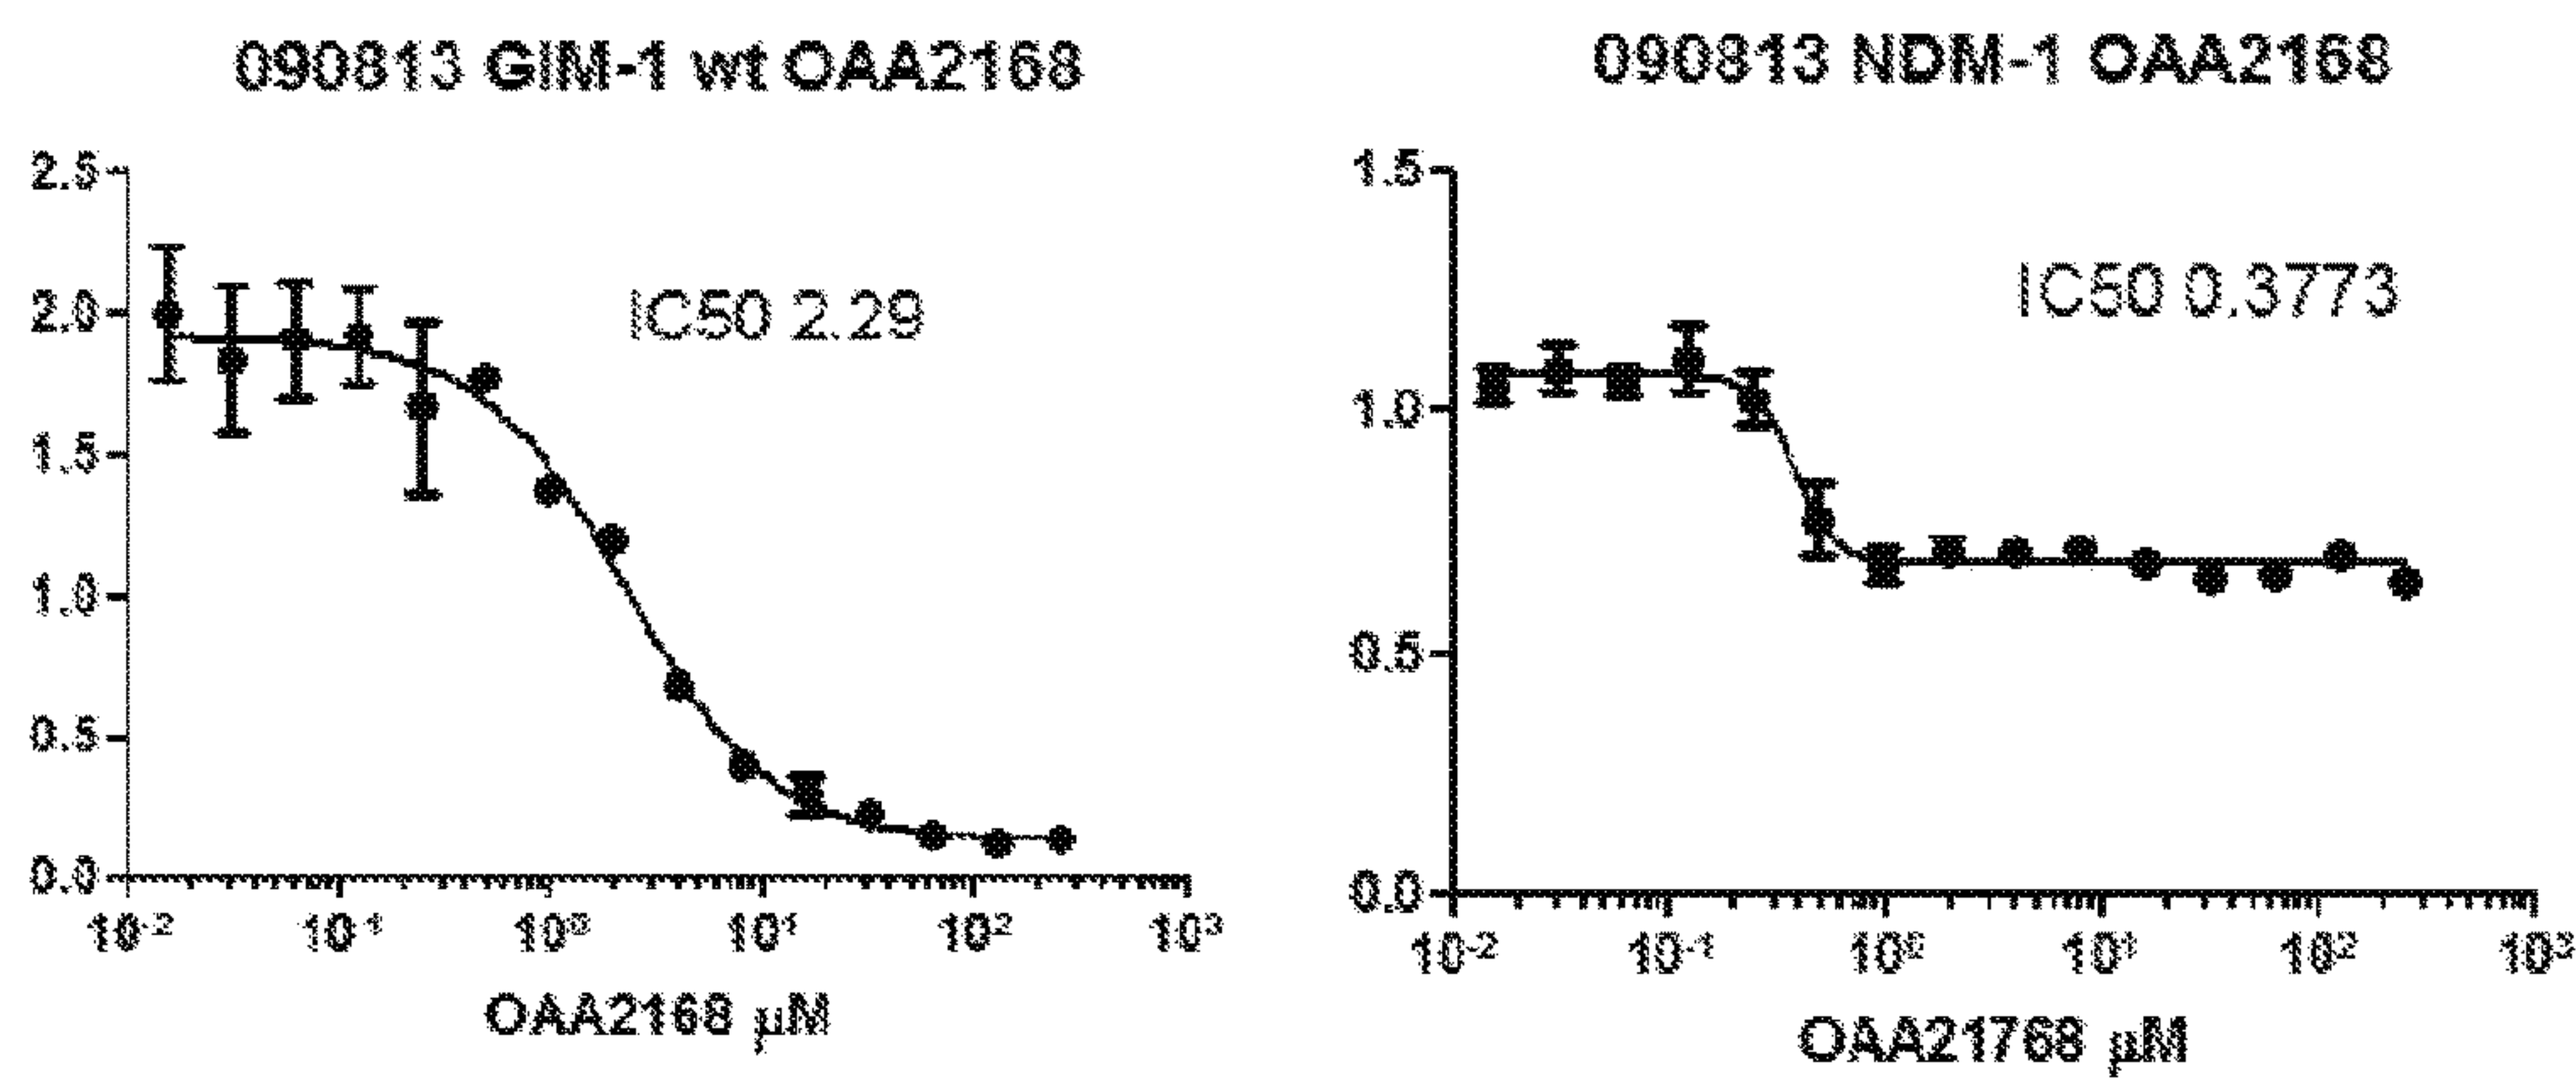 090813 GIM-1 wt OAA2168
2.5
2.0
1.5
1.0
0.5
0.0
IC50 2.29
10-2 10-1 100 101 102 103
OAA2168 µM
090813 NDM-1 OAA2168
1.5
1.0
0.5
0.0
IC50 0.3773
10-2 10-1 100 101 102 103
OAA21768 µM